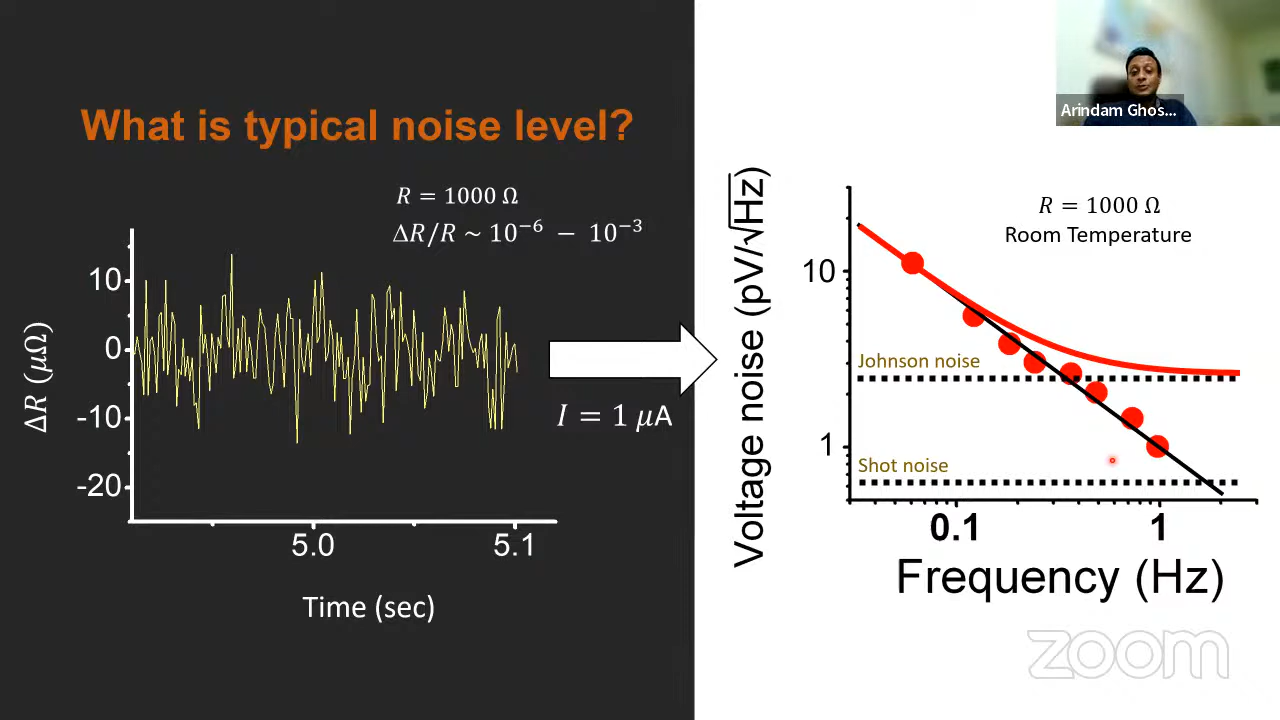 What is typical noise level?
R = 1000 Ω
ΔR/R ~ 10⁻⁶ − 10⁻³
ΔR (μΩ)
10
0
-10
-20
5.0
5.1
Time (sec)
I = 1 μA
Arindam Ghos...
Voltage noise (pV/√Hz)
R = 1000 Ω
Room Temperature
10
Johnson noise
1
Shot noise
0.1
1
Frequency (Hz)
zoom